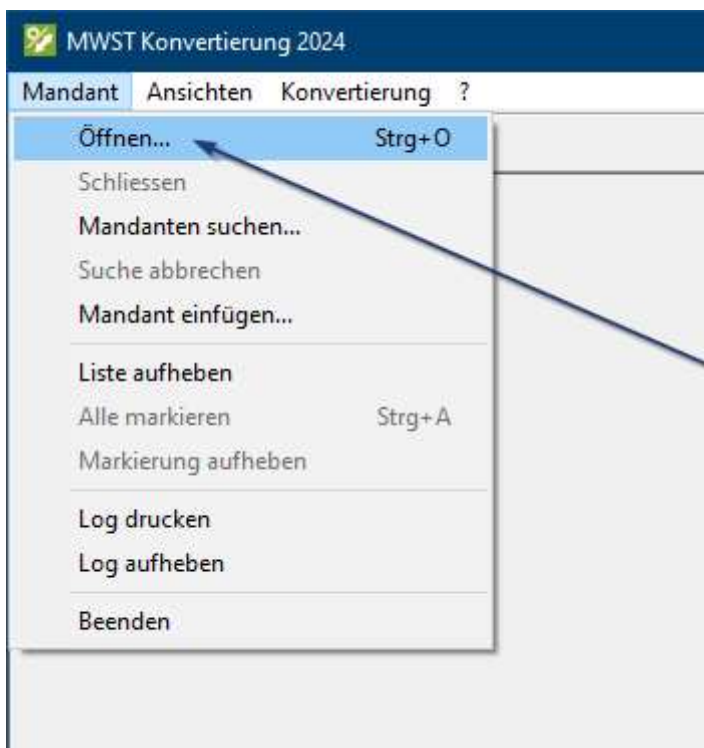 MWST Konvertierung 2024
Mandant Ansichten Konvertierung ?
Öffnen... Strg+O
Schliessen
Mandanten suchen...
Suche abbrechen
Mandant einfügen...
Liste aufheben
Alle markieren Strg+A
Markierung aufheben
Log drucken
Log aufheben
Beenden